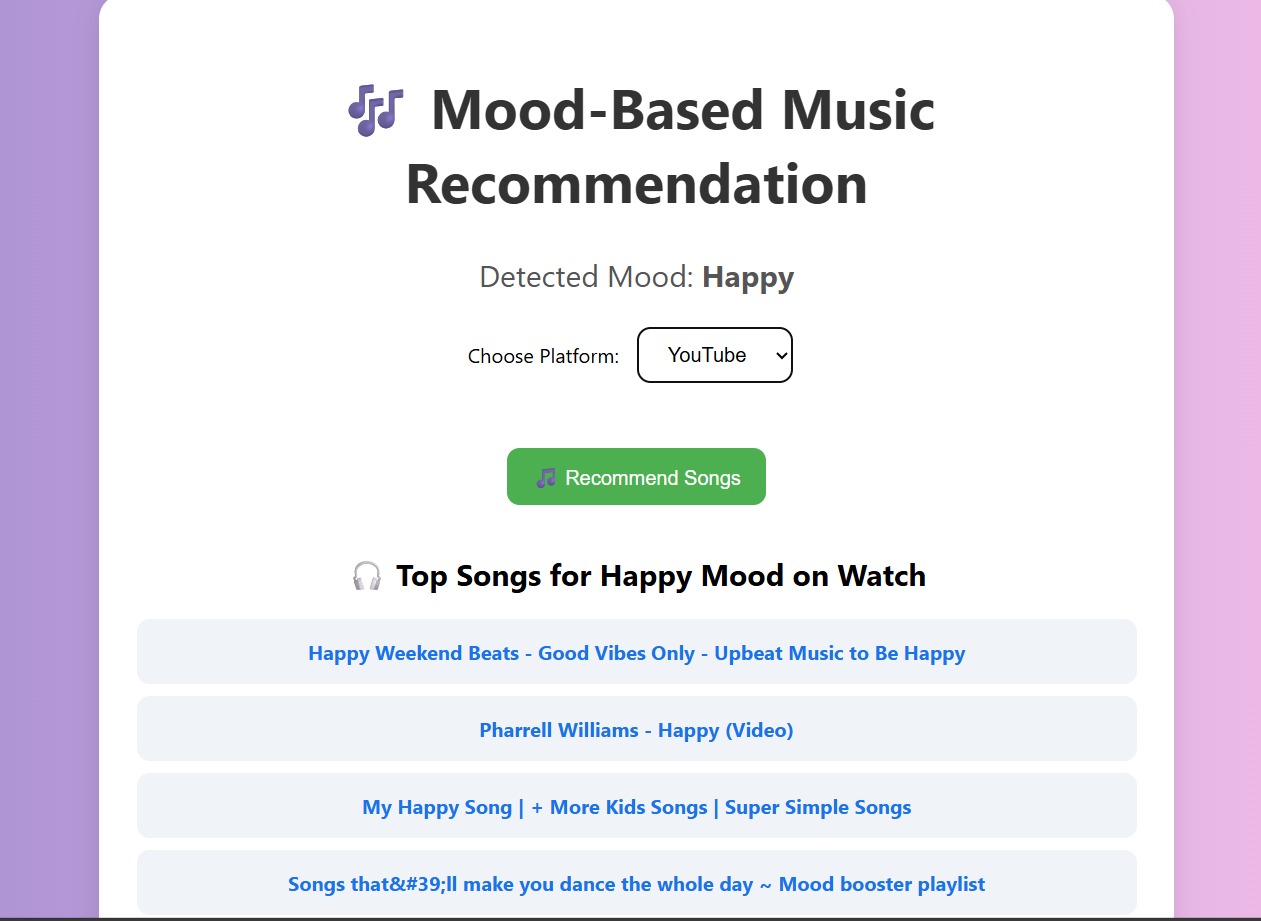 🎶 Mood-Based Music
Recommendation
Detected Mood: Happy
Choose Platform: YouTube
🎵 Recommend Songs
🎧 Top Songs for Happy Mood on Watch
Happy Weekend Beats - Good Vibes Only - Upbeat Music to Be Happy
Pharrell Williams - Happy (Video)
My Happy Song | + More Kids Songs | Super Simple Songs
Songs that&#39;ll make you dance the whole day ~ Mood booster playlist